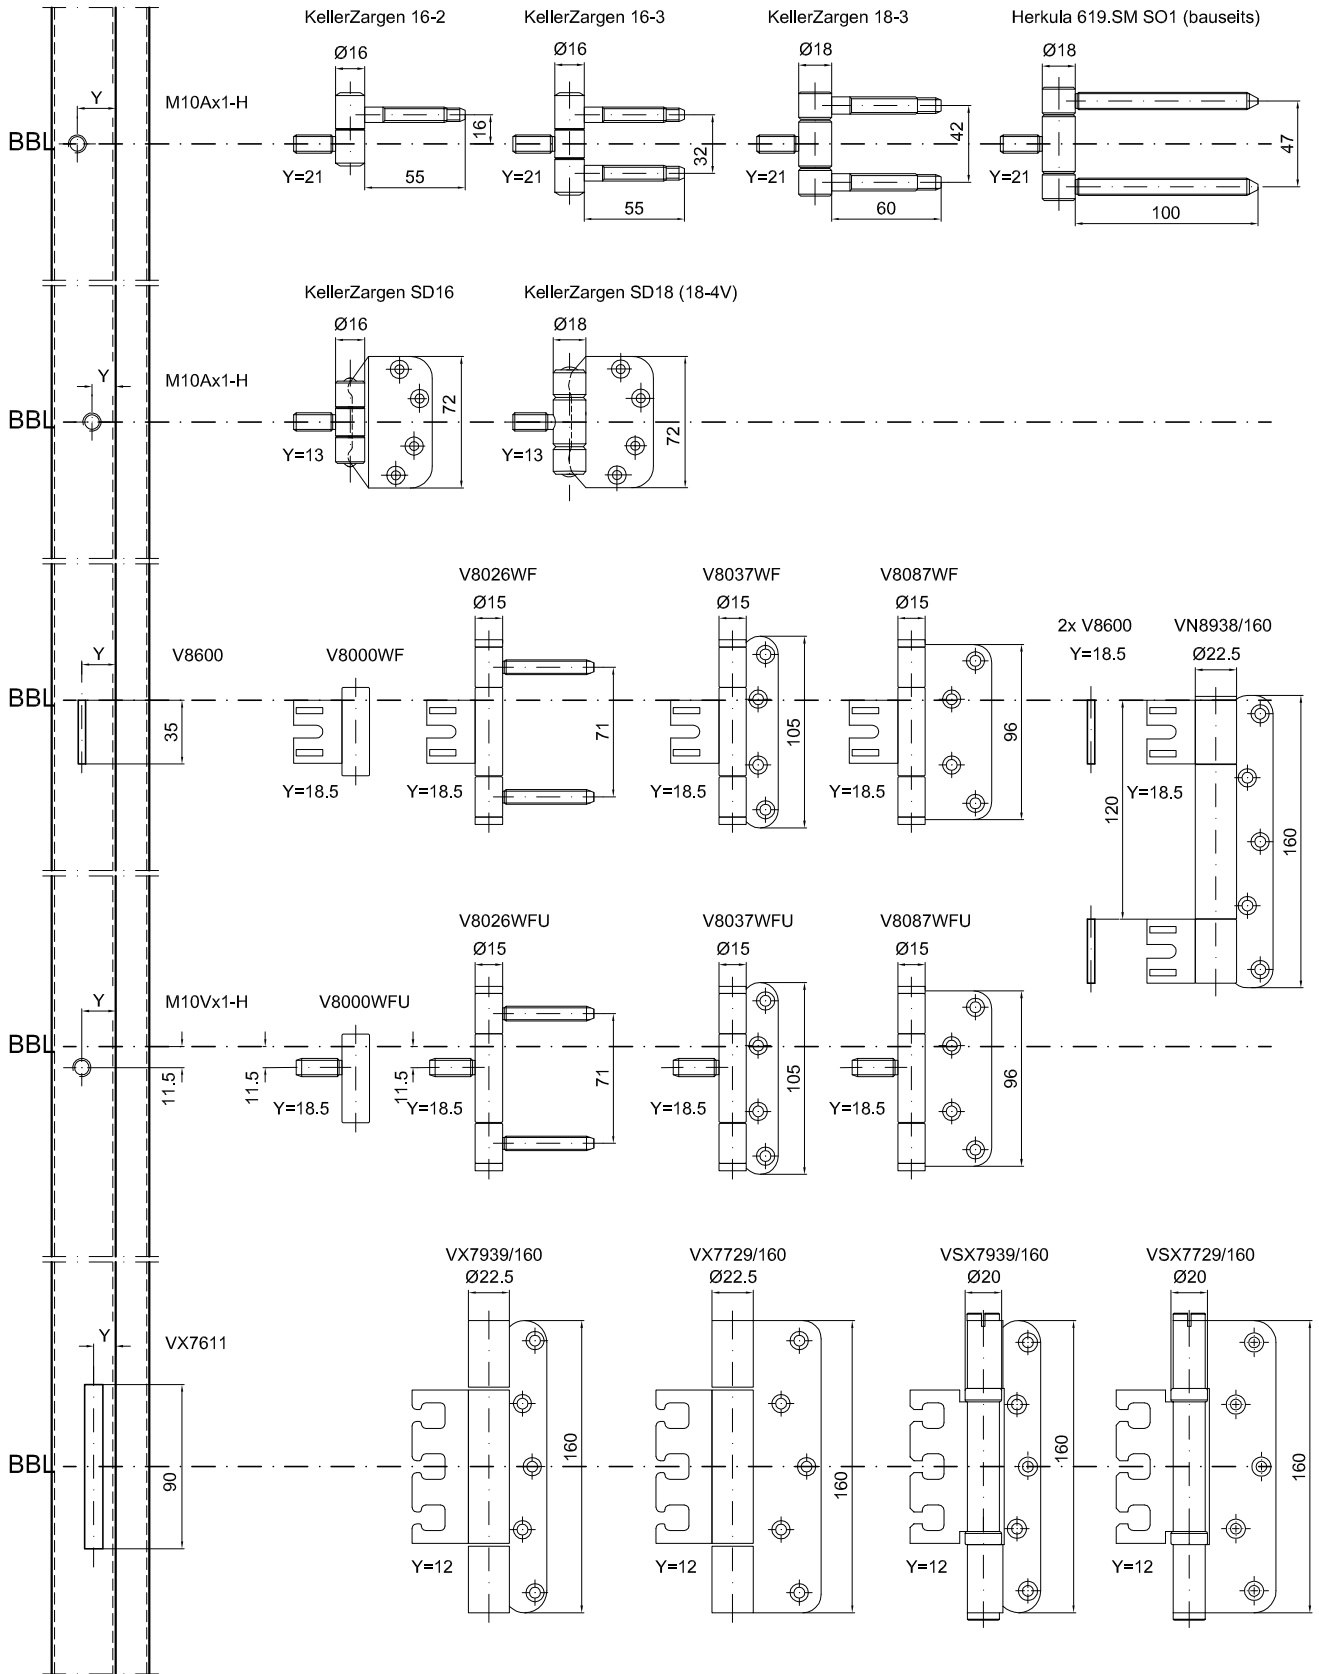 KellerZargen 16-2 KellerZargen 16-3 KellerZargen 18-3 Herkula 619.SM SO1 (bauseits)
Ø16 Ø16 Ø18 Ø18
Y M10Ax1-H
16 32 42 47
BBL
Y=21 55 Y=21 55 Y=21 60 Y=21 100
KellerZargen SD16 KellerZargen SD18 (18-4V)
Ø16 Ø18
Y M10Ax1-H
72 72
BBL
Y=13 Y=13
V8026WF V8037WF V8087WF
Ø15 Ø15 Ø15
2x V8600 VN8938/160
Y V8600 V8000WF Y=18.5 Ø22.5
BBL
35 71 105 96
Y=18.5 Y=18.5 Y=18.5 Y=18.5 Y=18.5
120 160
V8026WFU V8037WFU V8087WFU
Ø15 Ø15 Ø15
Y M10Vx1-H V8000WFU
BBL
11.5 11.5 11.5 71 105 96
Y=18.5 Y=18.5 Y=18.5 Y=18.5
VX7939/160 VX7729/160 VSX7939/160 VSX7729/160
Ø22.5 Ø22.5 Ø20 Ø20
Y VX7611
BBL
90 160 160 160 160
Y=12 Y=12 Y=12 Y=12